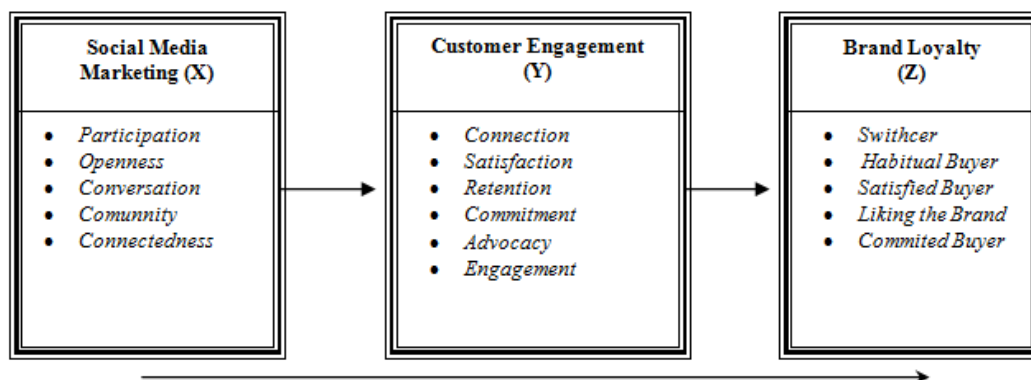 Social Media
Marketing (X)
• Participation
• Openness
• Conversation
• Comunnity
• Connectedness
Customer Engagement
(Y)
• Connection
• Satisfaction
• Retention
• Commitment
• Advocacy
• Engagement
Brand Loyalty
(Z)
• Swithcer
• Habitual Buyer
• Satisfied Buyer
• Liking the Brand
• Commited Buyer